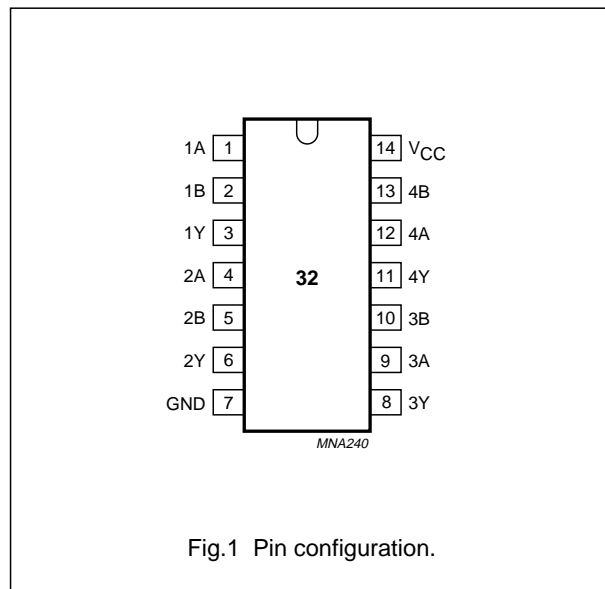 1A 1 14 VCC
1B 2 13 4B
1Y 3 12 4A
2A 4 32 11 4Y
2B 5 10 3B
2Y 6 9 3A
GND 7 8 3Y
MNA240
Fig.1 Pin configuration.